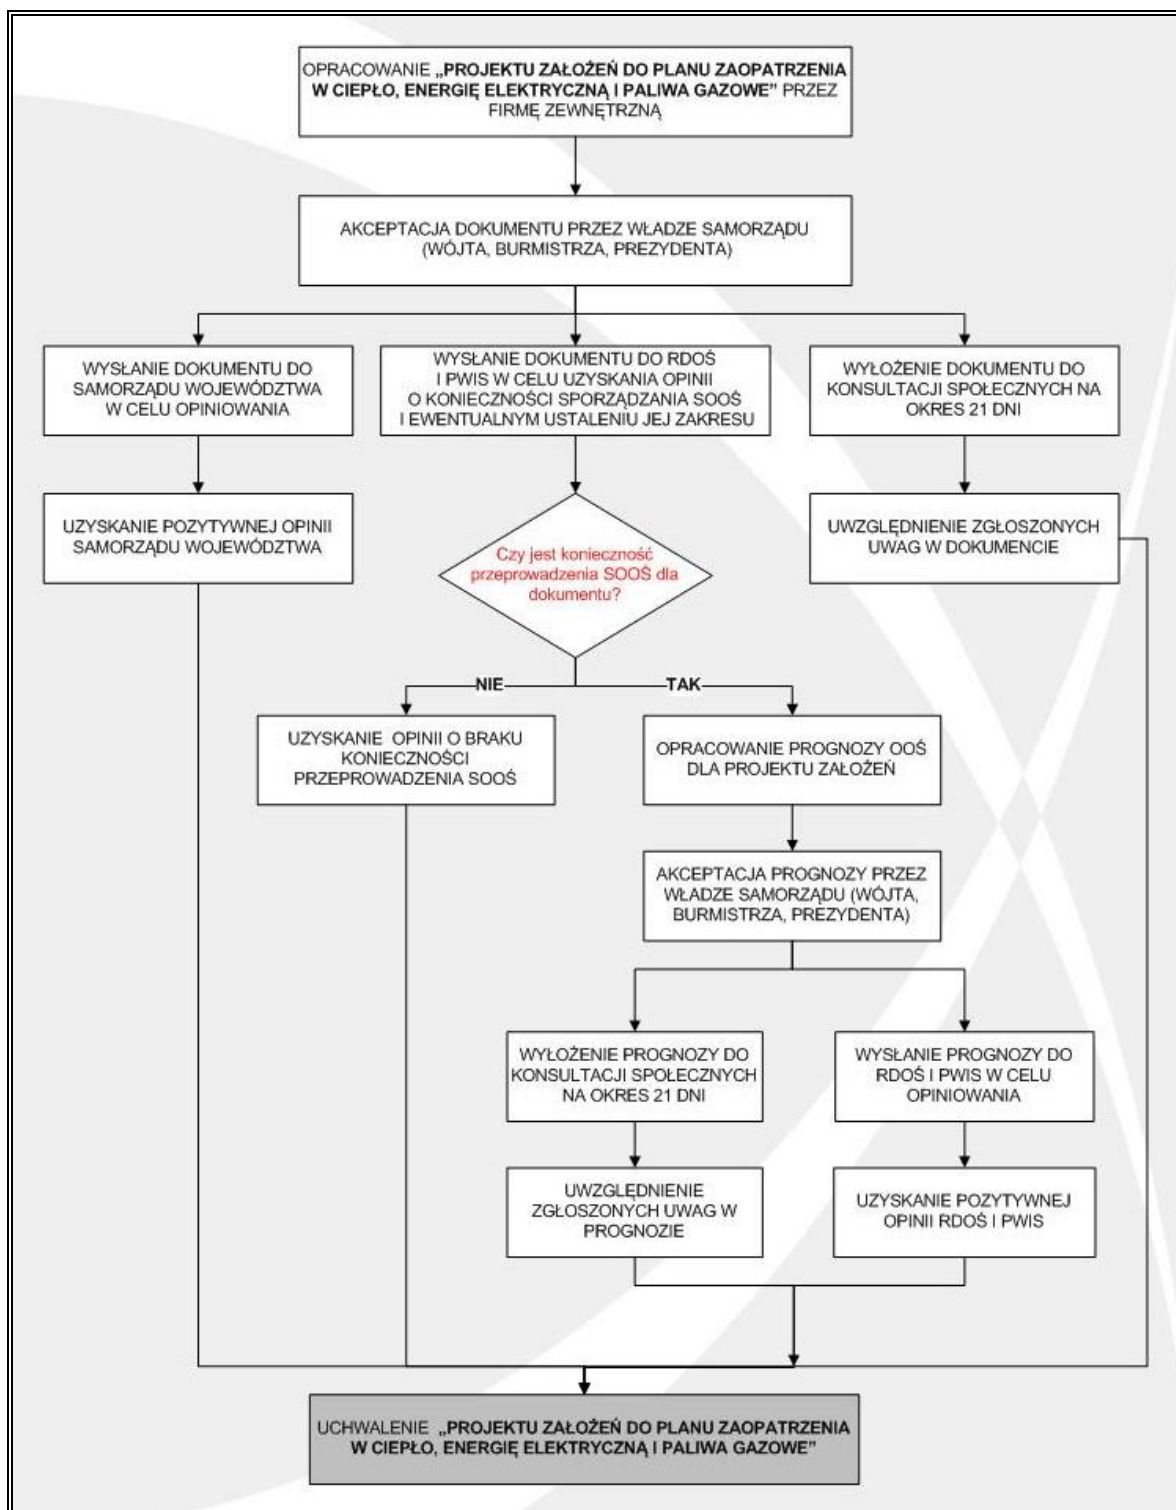 OPRACOWANIE „PROJEKTU ZAŁOŻEŃ DO PLANU ZAOPATRZENIA
W CIEPŁO, ENERGIĘ ELEKTRYCZNĄ I PALIWA GAZOWE” PRZEZ
FIRMĘ ZEWNĘTRZNĄ
AKCEPTACJA DOKUMENTU PRZEZ WŁADZE SAMORZĄDU
(WÓJTA, BURMISTRZA, PREZYDENTA)
WYSŁANIE DOKUMENTU DO
SAMORZĄDU WOJEWÓDZTWA
W CELU OPINIOWANIA
WYSŁANIE DOKUMENTU DO RDOŚ
I PWIS W CELU UZYSKANIA OPINII
O KONIECZNOŚCI SPORZĄDZANIA SOOŚ
I EWENTUALNYM USTALENIU JEJ ZAKRESU
WYŁOŻENIE DOKUMENTU DO
KONSULTACJI SPOŁECZNYCH NA
OKRES 21 DNI
UZYSKANIE POZYTYWNEJ OPINII
SAMORZĄDU WOJEWÓDZTWA
Czy jest konieczność
przeprowadzenia SOOŚ dla
dokumentu?
UWZGLĘDNIENIE ZGŁOSZONYCH
UWAG W DOKUMENCIE
NIE
TAK
UZYSKANIE OPINII O BRAKU
KONIECZNOŚCI
PRZEPROWADZENIA SOOŚ
OPRACOWANIE PROGNOZY OOŚ
DLA PROJEKTU ZAŁOŻEŃ
AKCEPTACJA PROGNOZY PRZEZ
WŁADZE SAMORZĄDU (WÓJTA,
BURMISTRZA, PREZYDENTA)
WYŁOŻENIE PROGNOZY DO
KONSULTACJI SPOŁECZNYCH
NA OKRES 21 DNI
WYSŁANIE PROGNOZY DO
RDOŚ I PWIS W CELU
OPINIOWANIA
UWZGLĘDNIENIE
ZGŁOSZONYCH UWAG W
PROGNOZIE
UZYSKANIE POZYTYWNEJ
OPINII RDOŚ I PWIS
UCHWALENIE „PROJEKTU ZAŁOŻEŃ DO PLANU ZAOPATRZENIA
W CIEPŁO, ENERGIĘ ELEKTRYCZNĄ I PALIWA GAZOWE”